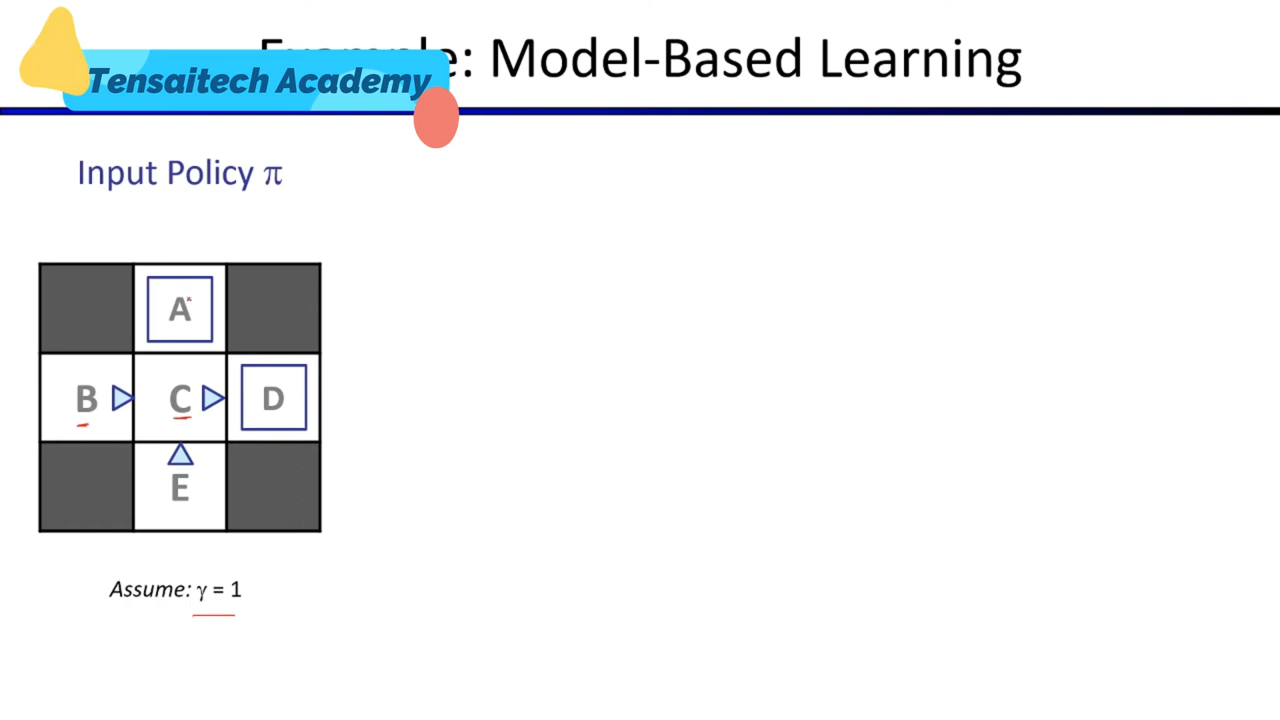 : Model-Based Learning
Tensaitech Academy
Input Policy π
A
B C D
E
Assume: γ = 1